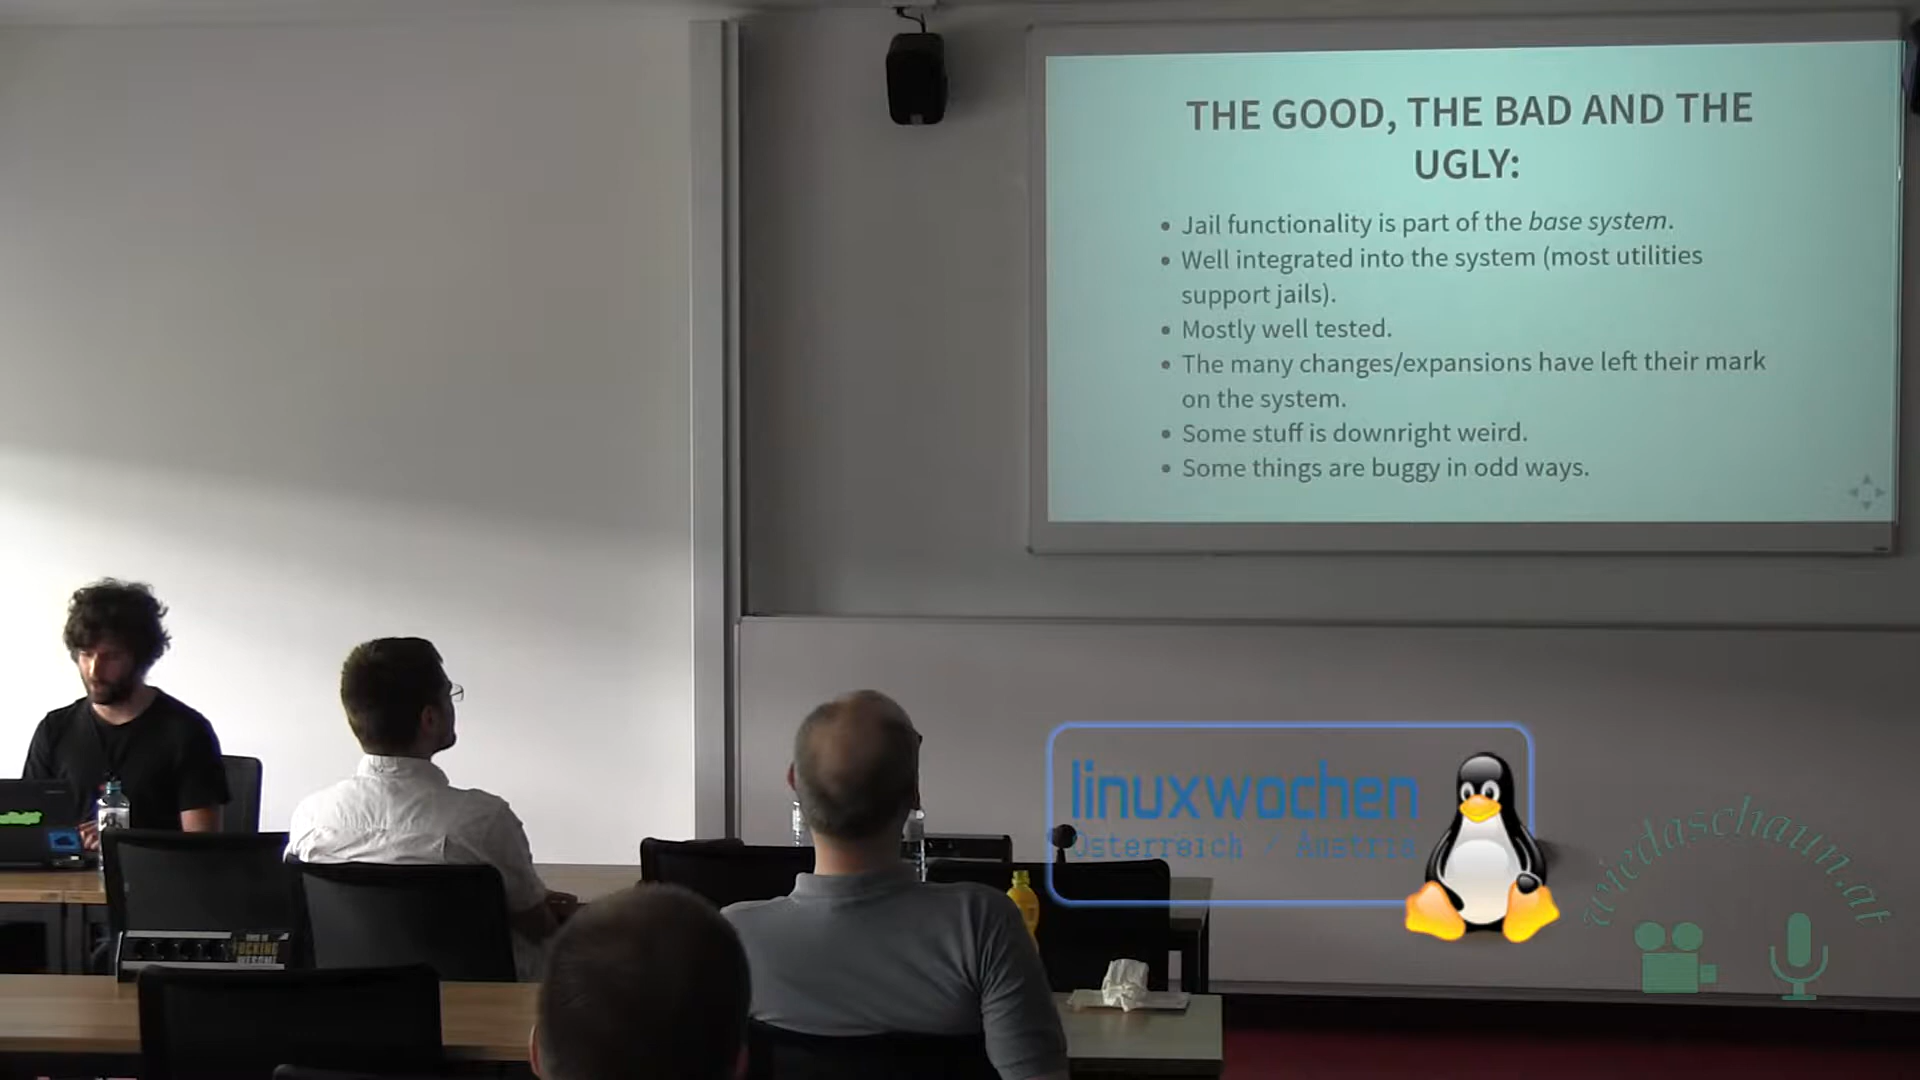 THE GOOD, THE BAD AND THE
UGLY:
• Jail functionality is part of the base system.
• Well integrated into the system (most utilities
support jails).
• Mostly well tested.
• The many changes/expansions have left their mark
on the system.
• Some stuff is downright weird.
• Some things are buggy in odd ways.
linuxwochen
Österreich / Austria
wiedaschaun.at
FUCKING
AWESOME